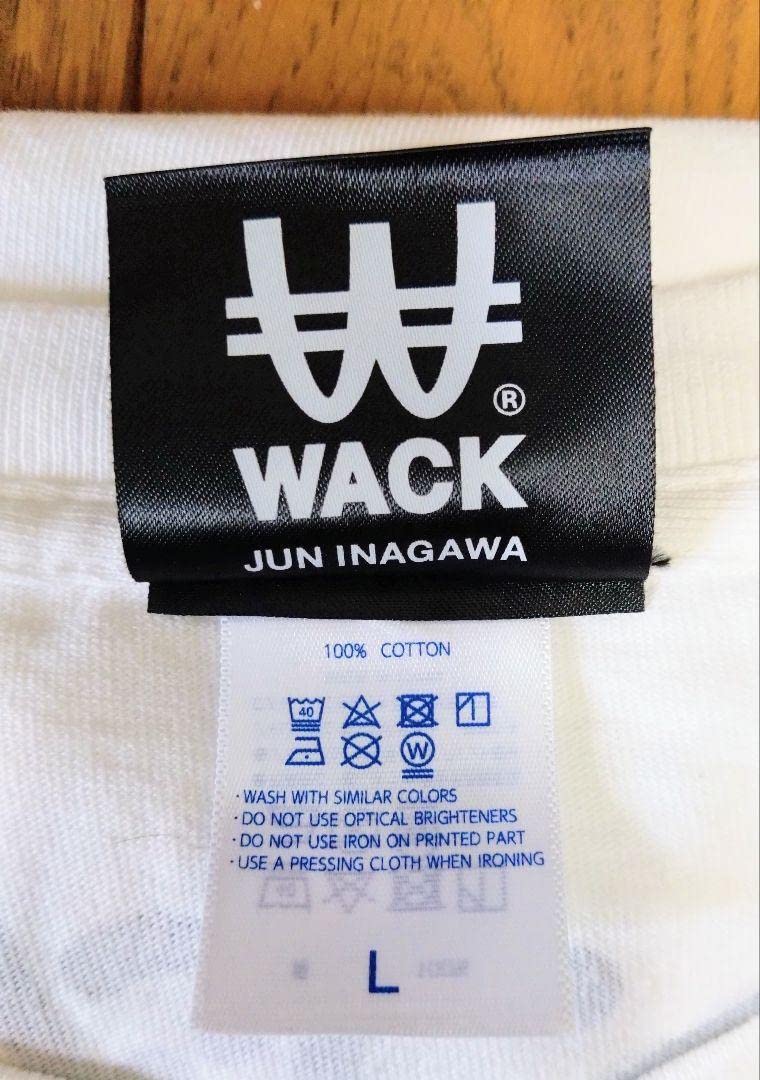 W
®
WACK
JUN INAGAWA
100% COTTON
40
W
· WASH WITH SIMILAR COLORS
· DO NOT USE OPTICAL BRIGHTENERS
· DO NOT USE IRON ON PRINTED PART
· USE A PRESSING CLOTH WHEN IRONING
L